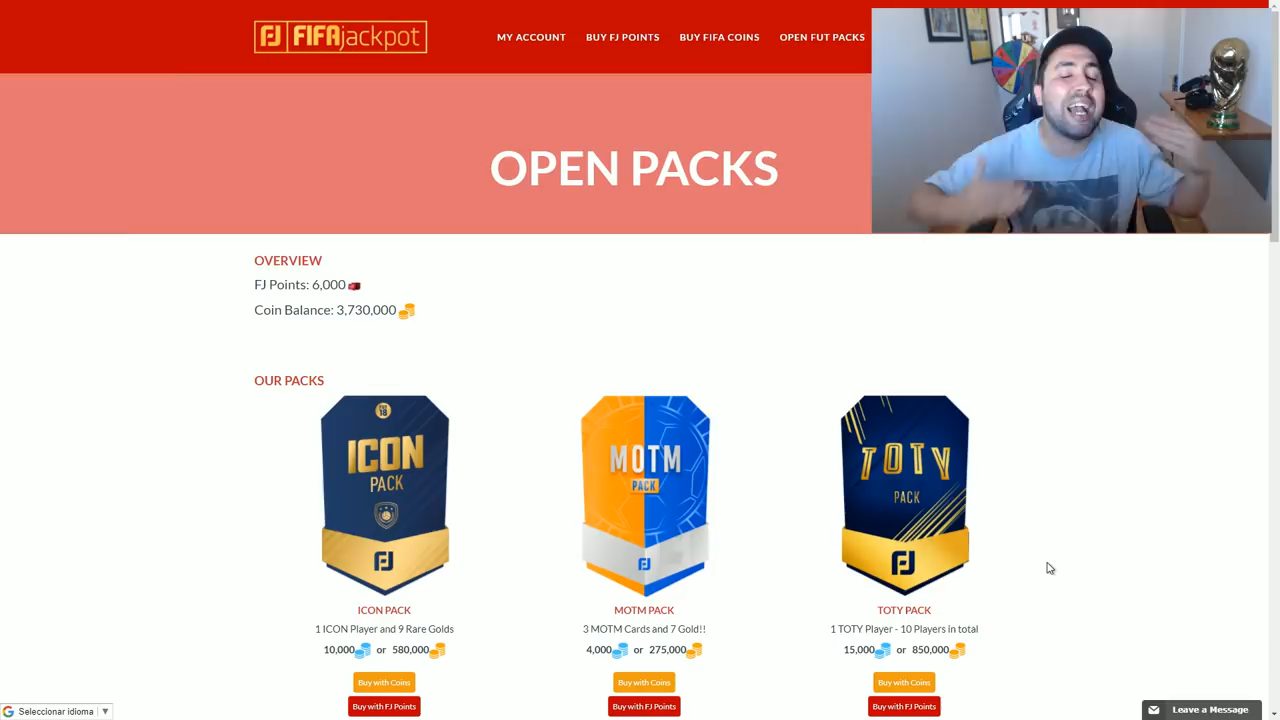 FJ FIFAjackpot
MY ACCOUNT BUY FJ POINTS BUY FIFA COINS OPEN FUT PACKS
OPEN PACKS
OVERVIEW
FJ Points: 6,000
Coin Balance: 3,730,000
OUR PACKS
ICON
PACK
FJ
MOTM
PACK
FJ
TOTY
PACK
FJ
ICON PACK
1 ICON Player and 9 Rare Golds
10,000 or 580,000
Buy with Coins
Buy with FJ Points
MOTM PACK
3 MOTM Cards and 7 Gold!!
4,000 or 275,000
Buy with Coins
Buy with FJ Points
TOTY PACK
1 TOTY Player - 10 Players in total
15,000 or 850,000
Buy with Coins
Buy with FJ Points
G Seleccionar idioma ▼
Leave a Message